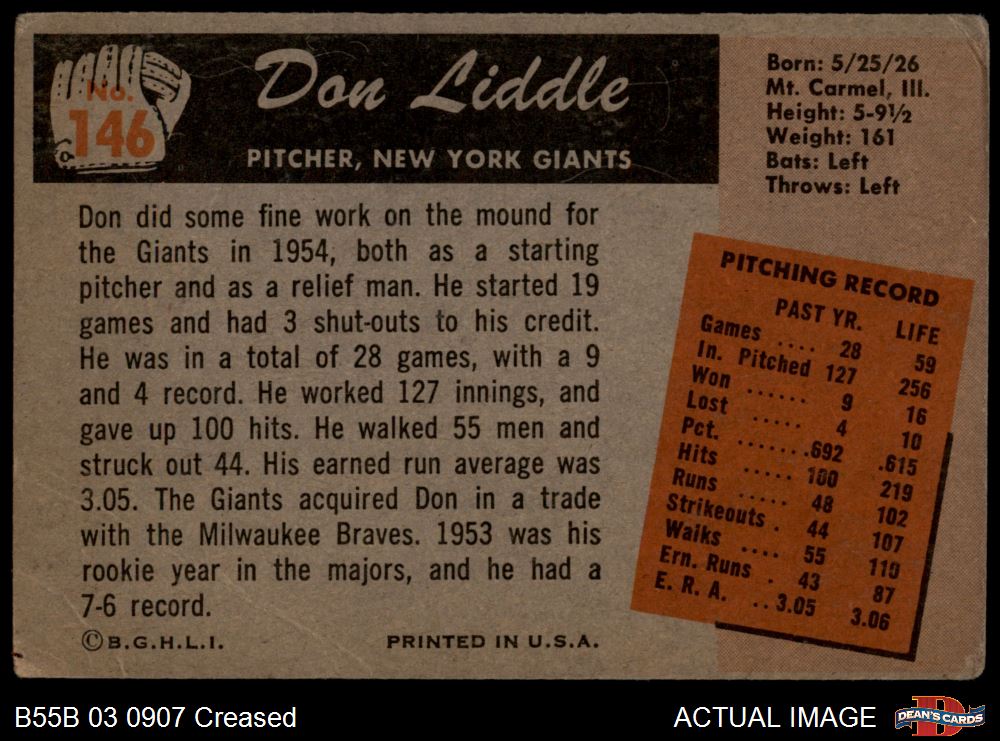 No.
146
Don Liddle
PITCHER, NEW YORK GIANTS
Born: 5/25/26
Mt. Carmel, Ill.
Height: 5-9½
Weight: 161
Bats: Left
Throws: Left
Don did some fine work on the mound for
the Giants in 1954, both as a starting
pitcher and as a relief man. He started 19
games and had 3 shut-outs to his credit.
He was in a total of 28 games, with a 9
and 4 record. He worked 127 innings, and
gave up 100 hits. He walked 55 men and
struck out 44. His earned run average was
3.05. The Giants acquired Don in a trade
with the Milwaukee Braves. 1953 was his
rookie year in the majors, and he had a
7-6 record.
©B.G.H.L.I. PRINTED IN U.S.A.
PITCHING RECORD
PAST YR. LIFE
Games .... 28 59
In. Pitched 127 256
Won ...... 9 16
Lost ..... 4 10
Pct. .......692 .615
Hits ..... 100 219
Runs ..... 48 102
Strikeouts . 44 107
Walks .... 55 110
Ern. Runs . 43 87
E. R. A. ..3.05 3.06
B55B 03 0907 Creased
ACTUAL IMAGE
DEAN'S CARDS